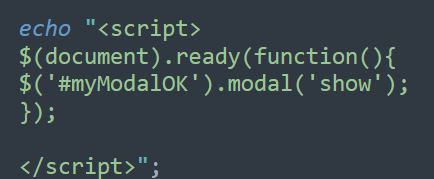 echo "<script>
$(document).ready(function(){
$('#myModalOK').modal('show');
});
</script>";